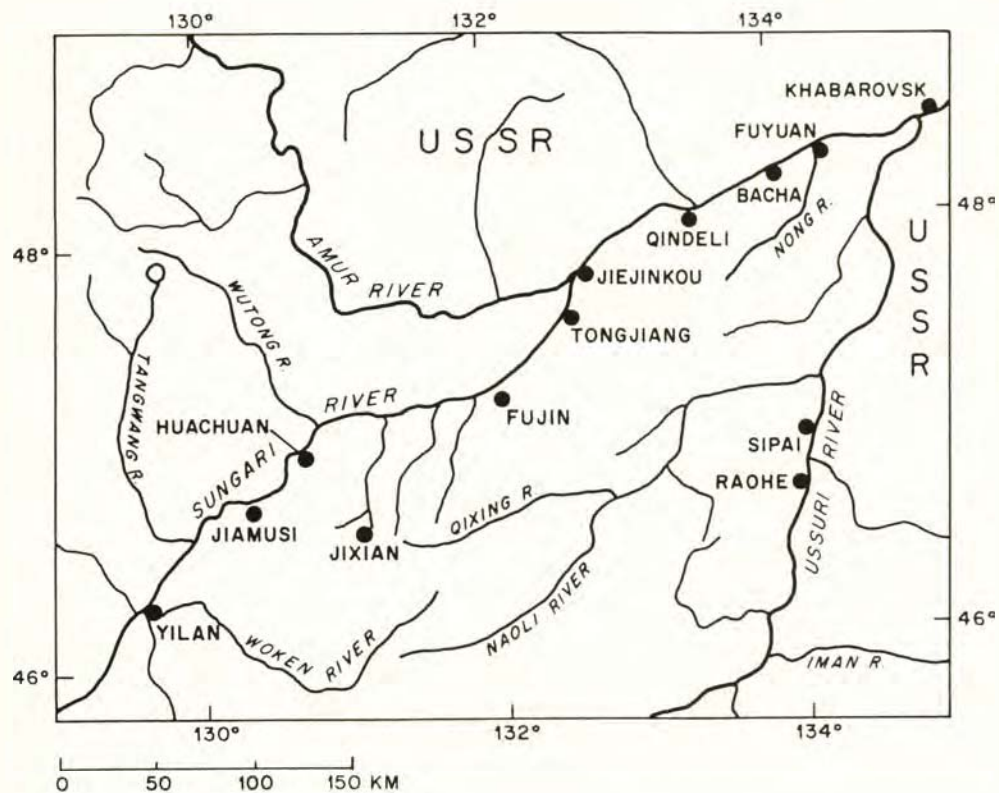 130° 132° 134°
KHABAROVSK
USSR
FUYUAN
BACHA
48° 48°
QINDELI
NONG R.
USSR
AMUR RIVER
JIEJINKOU
WUTONG R.
TONGJIANG
TANGWANG R.
RIVER
FUJIN
HUACHUAN
SIPAI
SUNGARI
RAOHE
USSURI RIVER
JIAMUSI
JIXIAN
QIXING R.
NAOLI RIVER
YILAN
WOKEN RIVER
46° 46°
IMAN R.
130° 132° 134°
0 50 100 150 KM